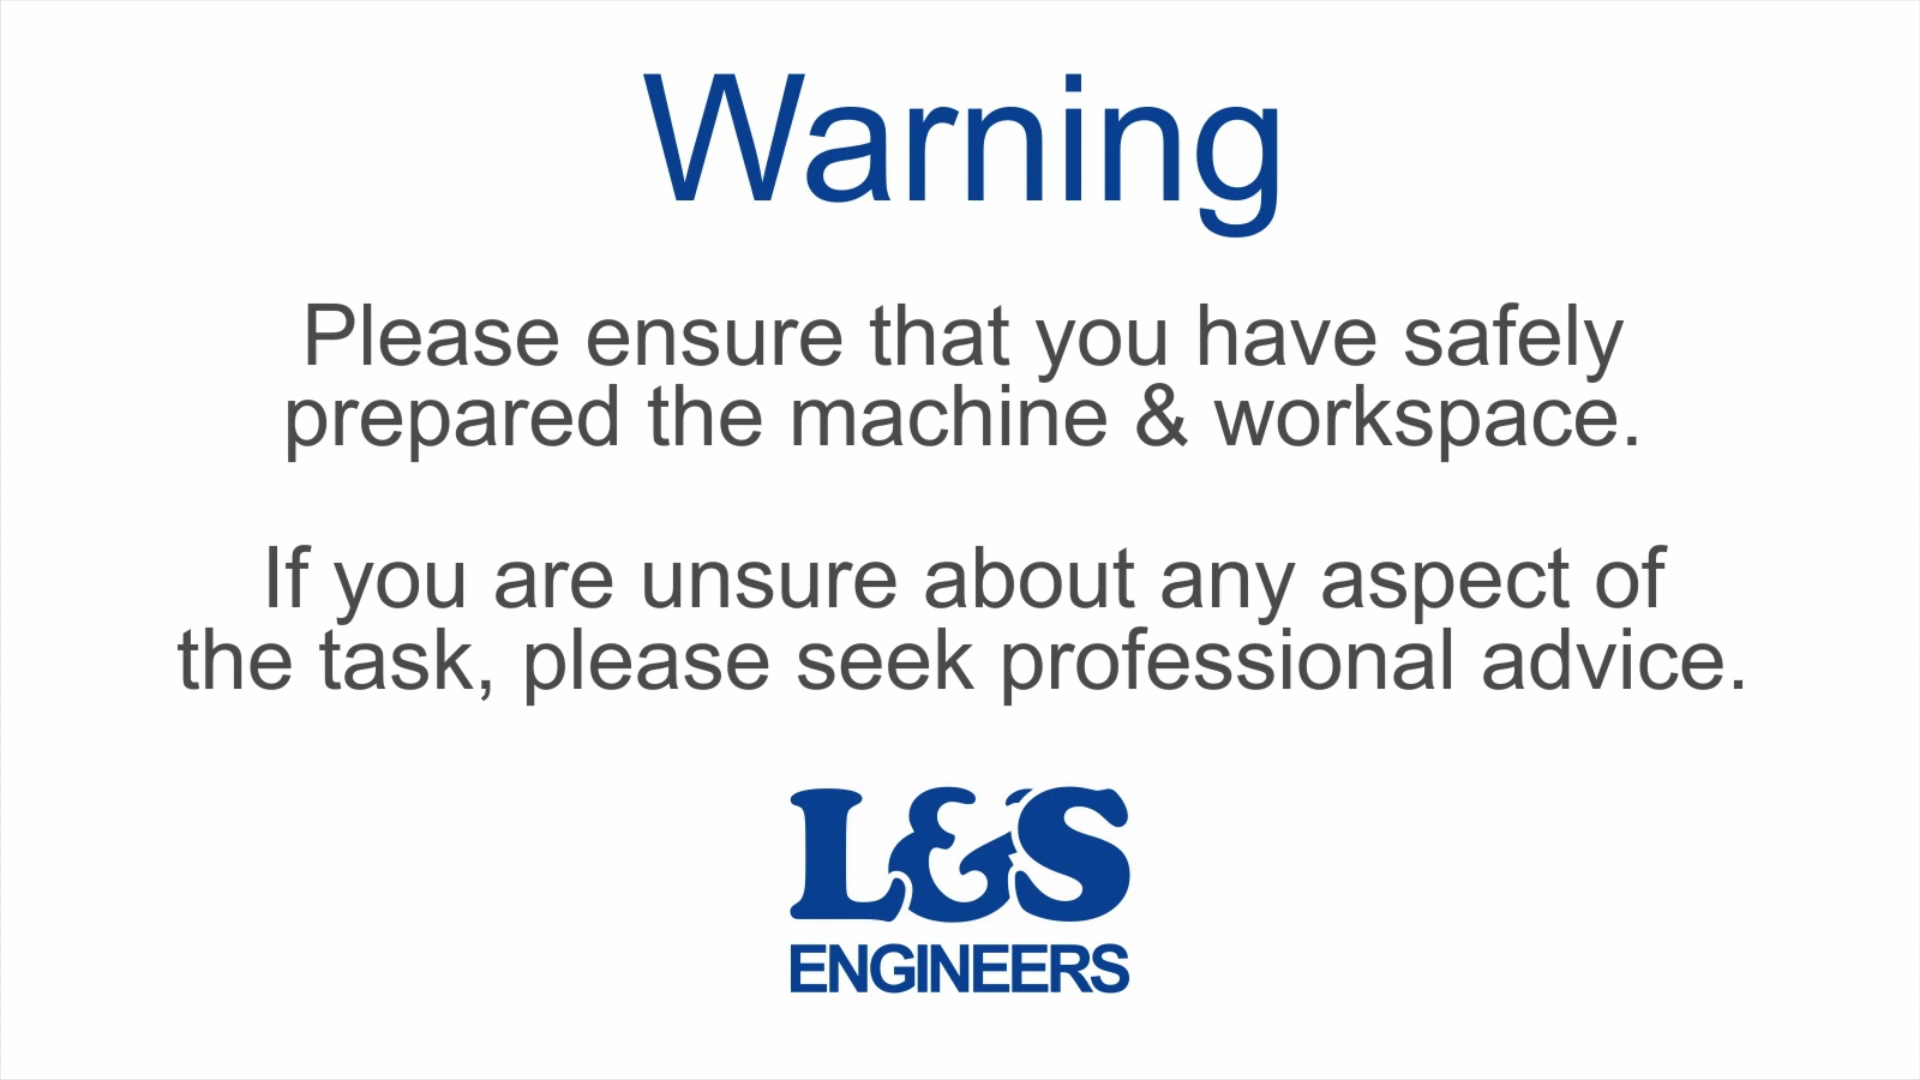 Warning
Please ensure that you have safely
prepared the machine & workspace.
If you are unsure about any aspect of
the task, please seek professional advice.
L&S
ENGINEERS